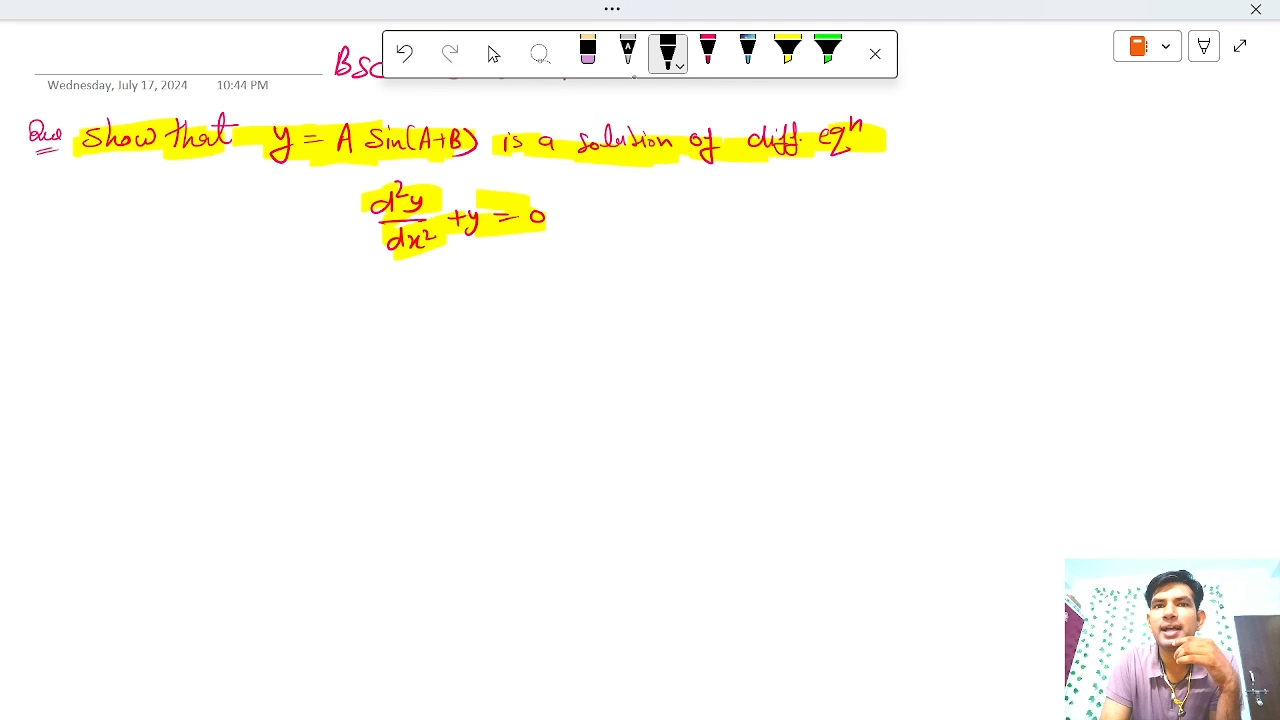 BSC
Wednesday, July 17, 2024 10:44 PM
Que show that y = A Sin(A+B) is a solution of diff. eqⁿ
d²y/dx² + y = 0